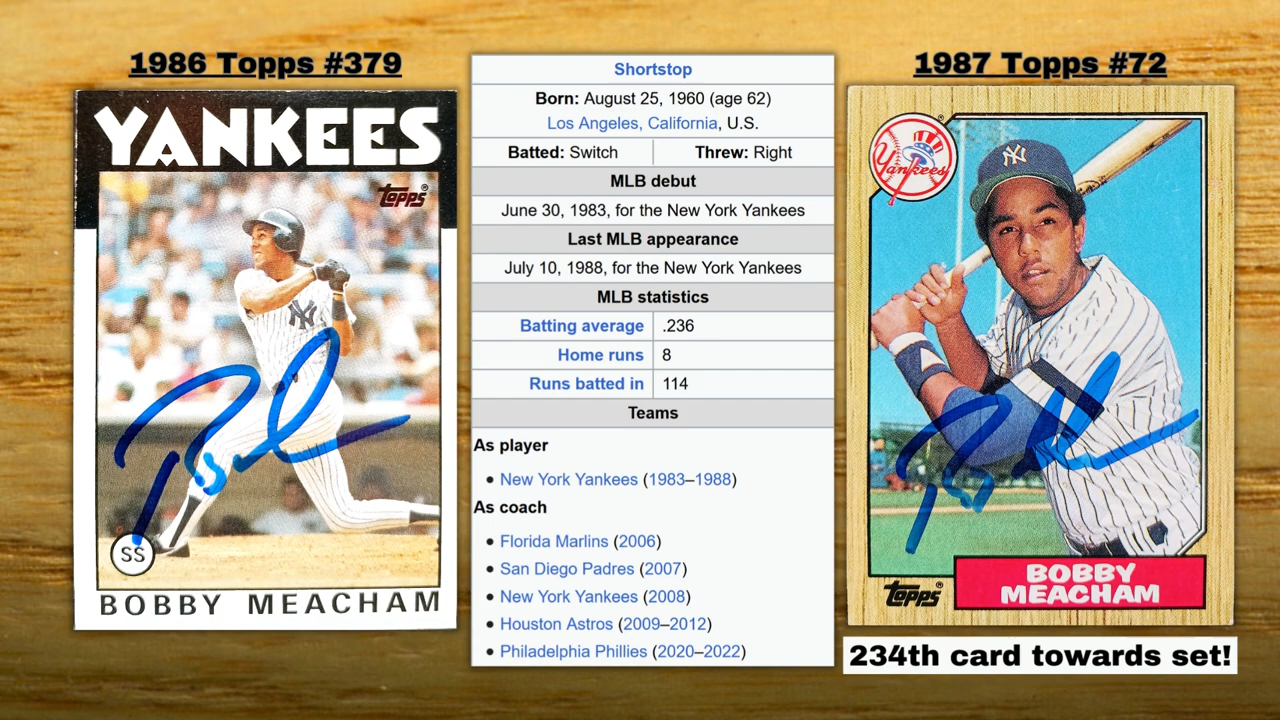 1986 Topps #379
YANKEES
topps®
NY
SS
BOBBY MEACHAM
Shortstop
Born: August 25, 1960 (age 62)
Los Angeles, California, U.S.
Batted: Switch Threw: Right
MLB debut
June 30, 1983, for the New York Yankees
Last MLB appearance
July 10, 1988, for the New York Yankees
MLB statistics
Batting average .236
Home runs 8
Runs batted in 114
Teams
As player
• New York Yankees (1983–1988)
As coach
• Florida Marlins (2006)
• San Diego Padres (2007)
• New York Yankees (2008)
• Houston Astros (2009–2012)
• Philadelphia Phillies (2020–2022)
1987 Topps #72
Yankees®
NY
topps®
BOBBY
MEACHAM
234th card towards set!